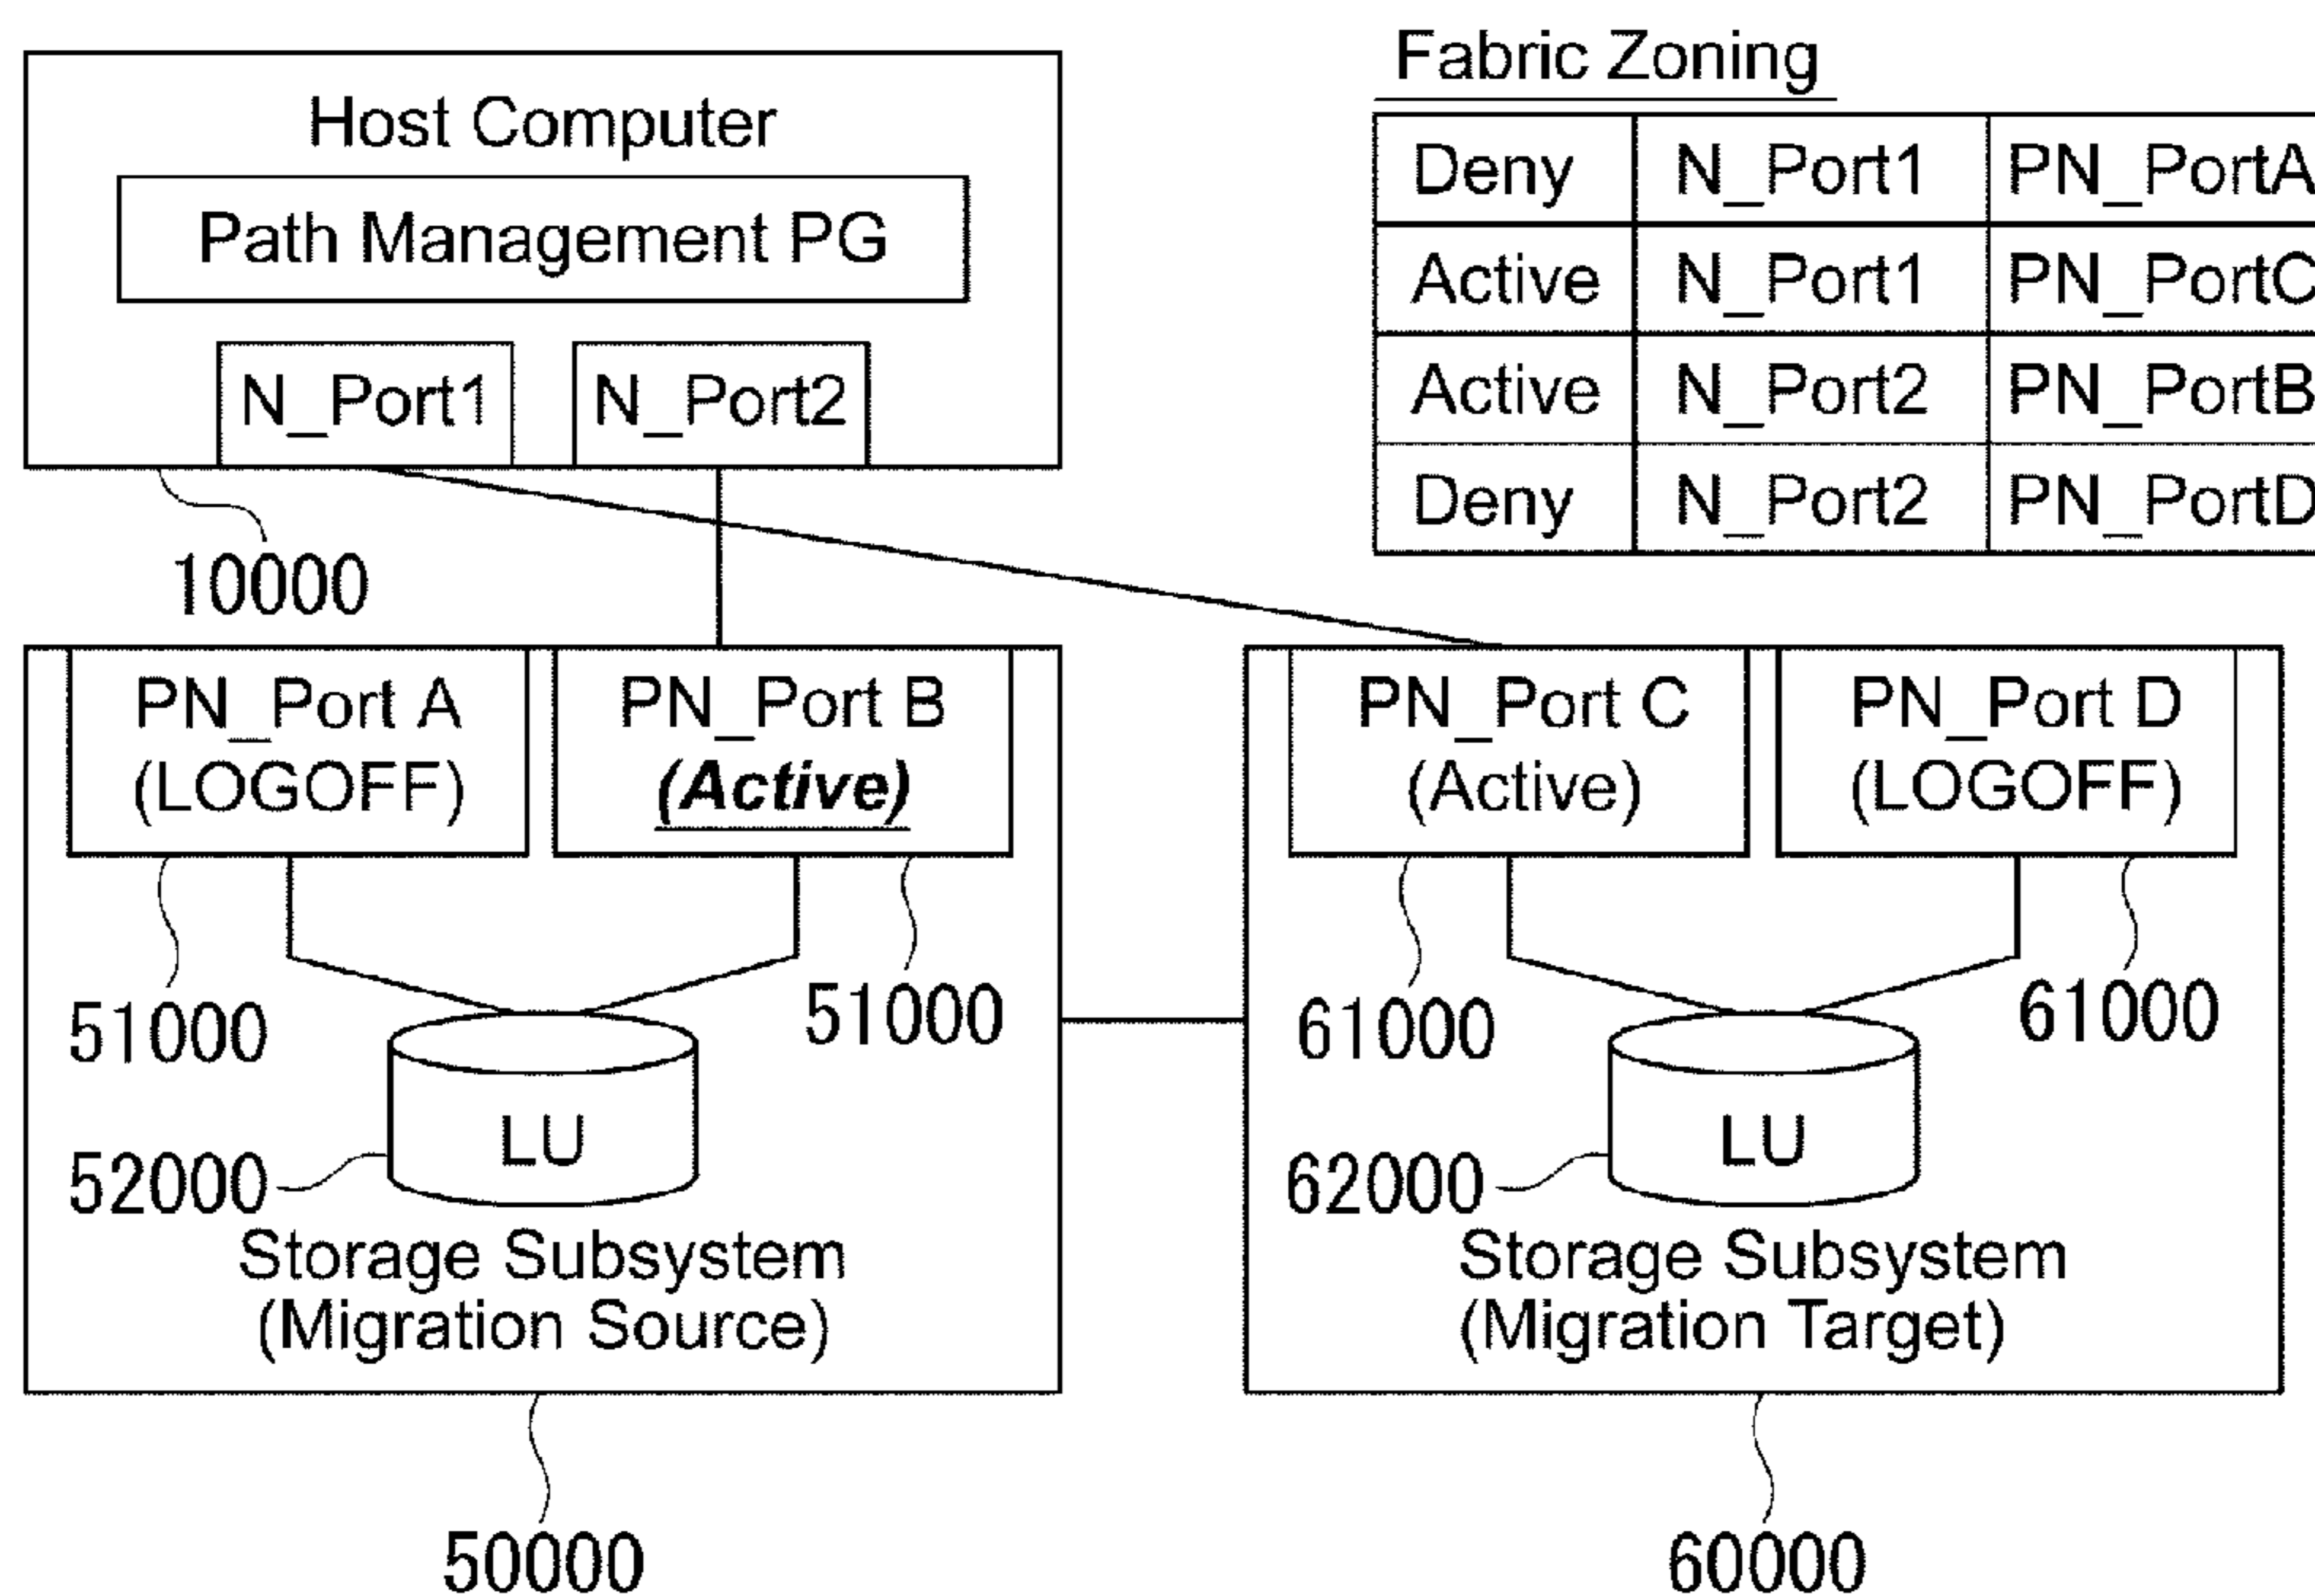 Host Computer
Path Management PG
N_Port1
N_Port2
10000
Fabric Zoning
Deny N_Port1 PN_PortA
Active N_Port1 PN_PortC
Active N_Port2 PN_PortB
Deny N_Port2 PN_PortD
PN_Port A
(LOGOFF)
PN_Port B
(Active)
51000
51000
LU
52000
Storage Subsystem
(Migration Source)
50000
PN_Port C
(Active)
PN_Port D
(LOGOFF)
61000
61000
LU
62000
Storage Subsystem
(Migration Target)
60000